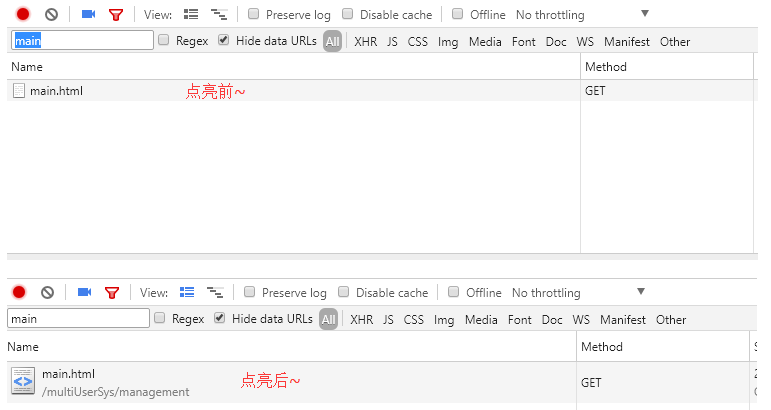 View: Preserve log Disable cache Offline No throttling
main Regex Hide data URLs All XHR JS CSS Img Media Font Doc WS Manifest Other
Name Method
main.html 点亮前~ GET
View: Preserve log Disable cache Offline No throttling
main Regex Hide data URLs All XHR JS CSS Img Media Font Doc WS Manifest Other
Name Method
main.html
点亮后~ GET
/multiUserSys/management